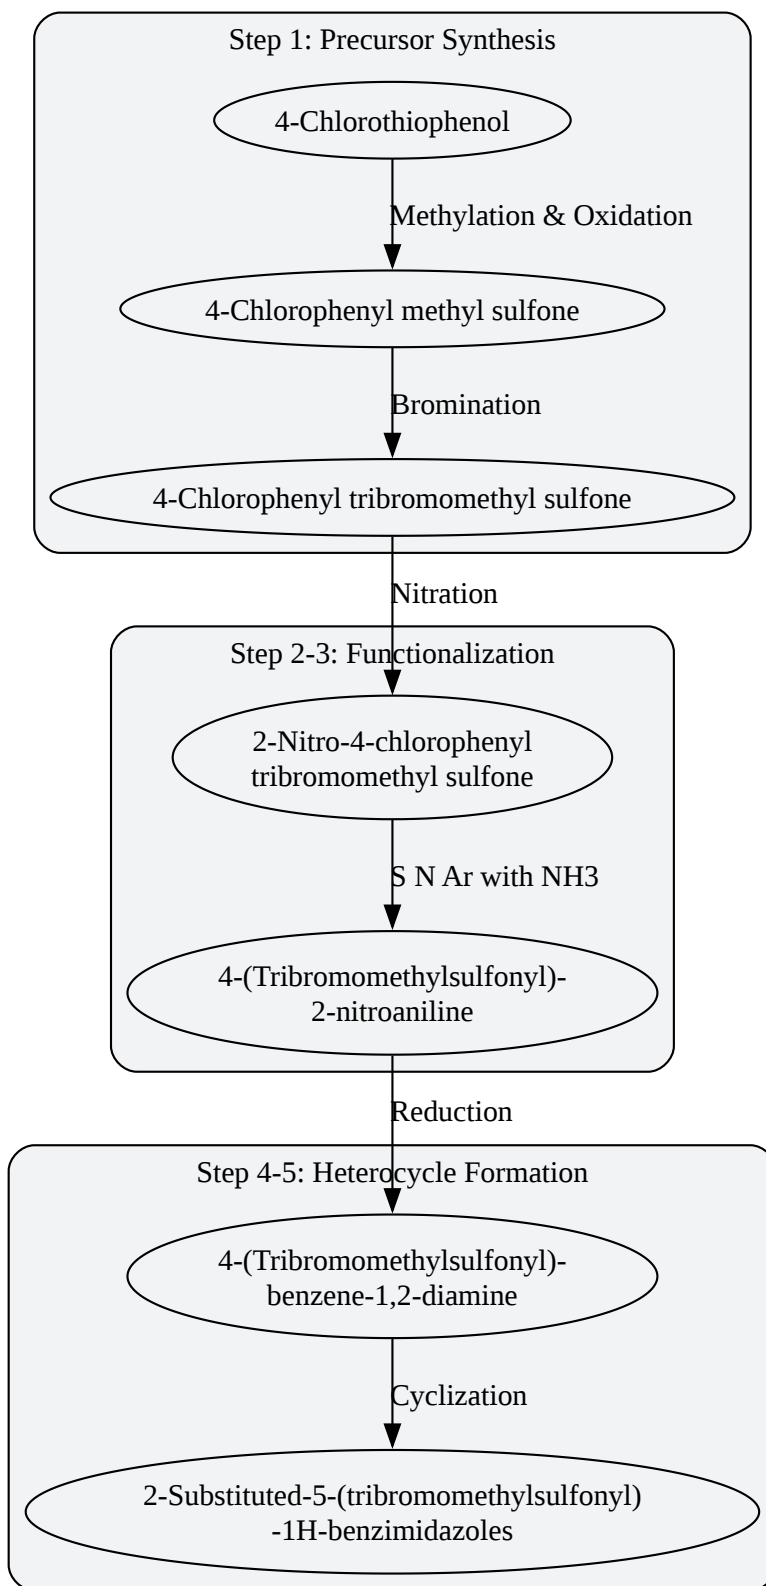 Step 1: Precursor Synthesis
4-Chlorothiophenol
Methylation & Oxidation
4-Chlorophenyl methyl sulfone
Bromination
4-Chlorophenyl tribromomethyl sulfone
Nitration
Step 2-3: Functionalization
2-Nitro-4-chlorophenyl
tribromomethyl sulfone
S N Ar with NH3
4-(Tribromomethylsulfonyl)-
2-nitroaniline
Reduction
Step 4-5: Heterocycle Formation
4-(Tribromomethylsulfonyl)-
benzene-1,2-diamine
Cyclization
2-Substituted-5-(tribromomethylsulfonyl)
-1H-benzimidazoles